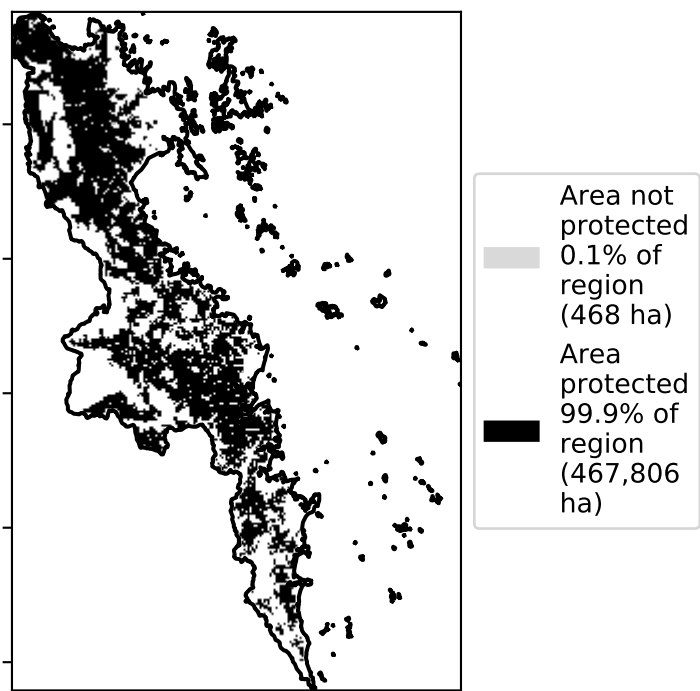 Area not
protected
0.1% of
region
(468 ha)
Area
protected
99.9% of
region
(467,806
ha)